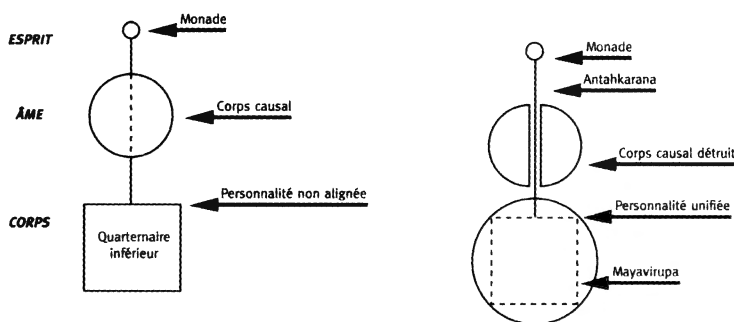 ESPRIT
Monade
ÂME
Corps causal
Personnalité non alignée
CORPS
Quarternaire
inférieur
Monade
Antahkarana
Corps causal détruit
Personnalité unifiée
Mayavirupa